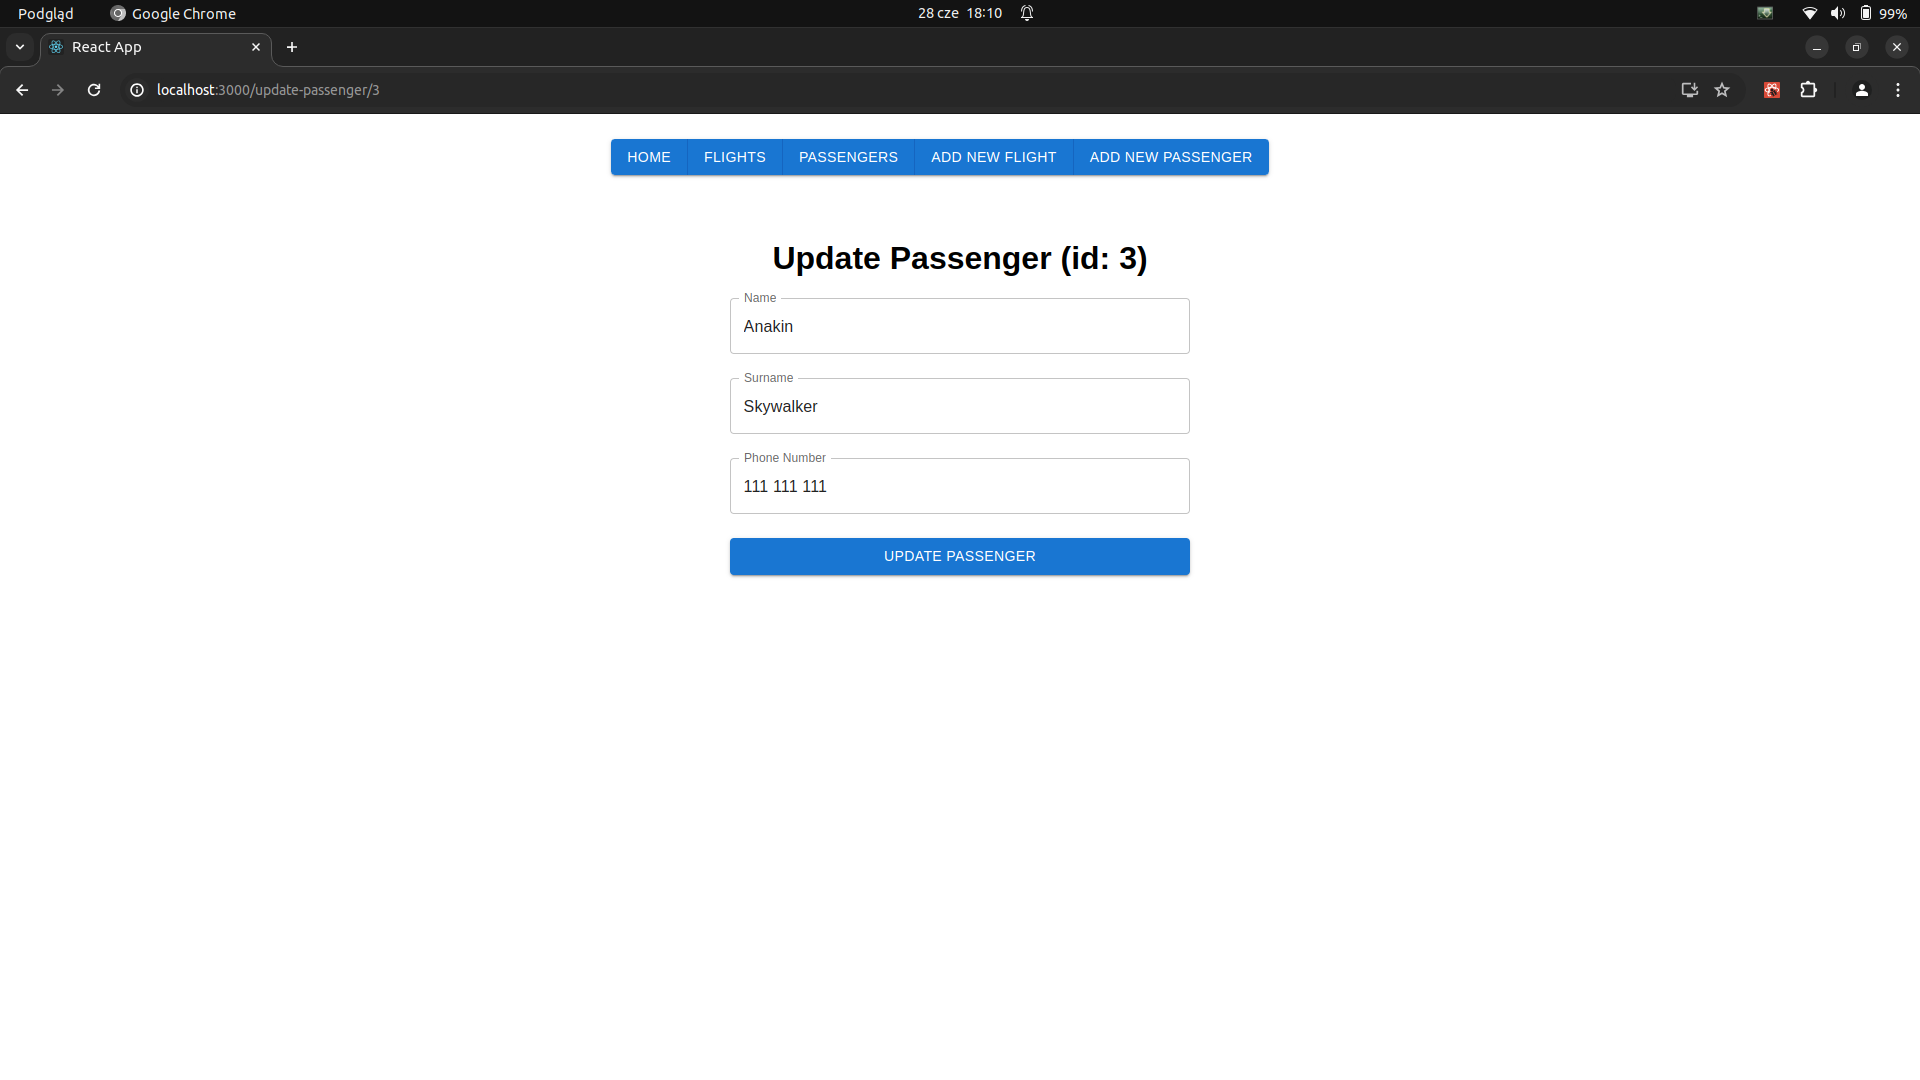 Podgląd Google Chrome 28 cze 18:10 99%
React App
localhost:3000/update-passenger/3
HOME FLIGHTS PASSENGERS ADD NEW FLIGHT ADD NEW PASSENGER
Update Passenger (id: 3)
Name
Anakin
Surname
Skywalker
Phone Number
111 111 111
UPDATE PASSENGER